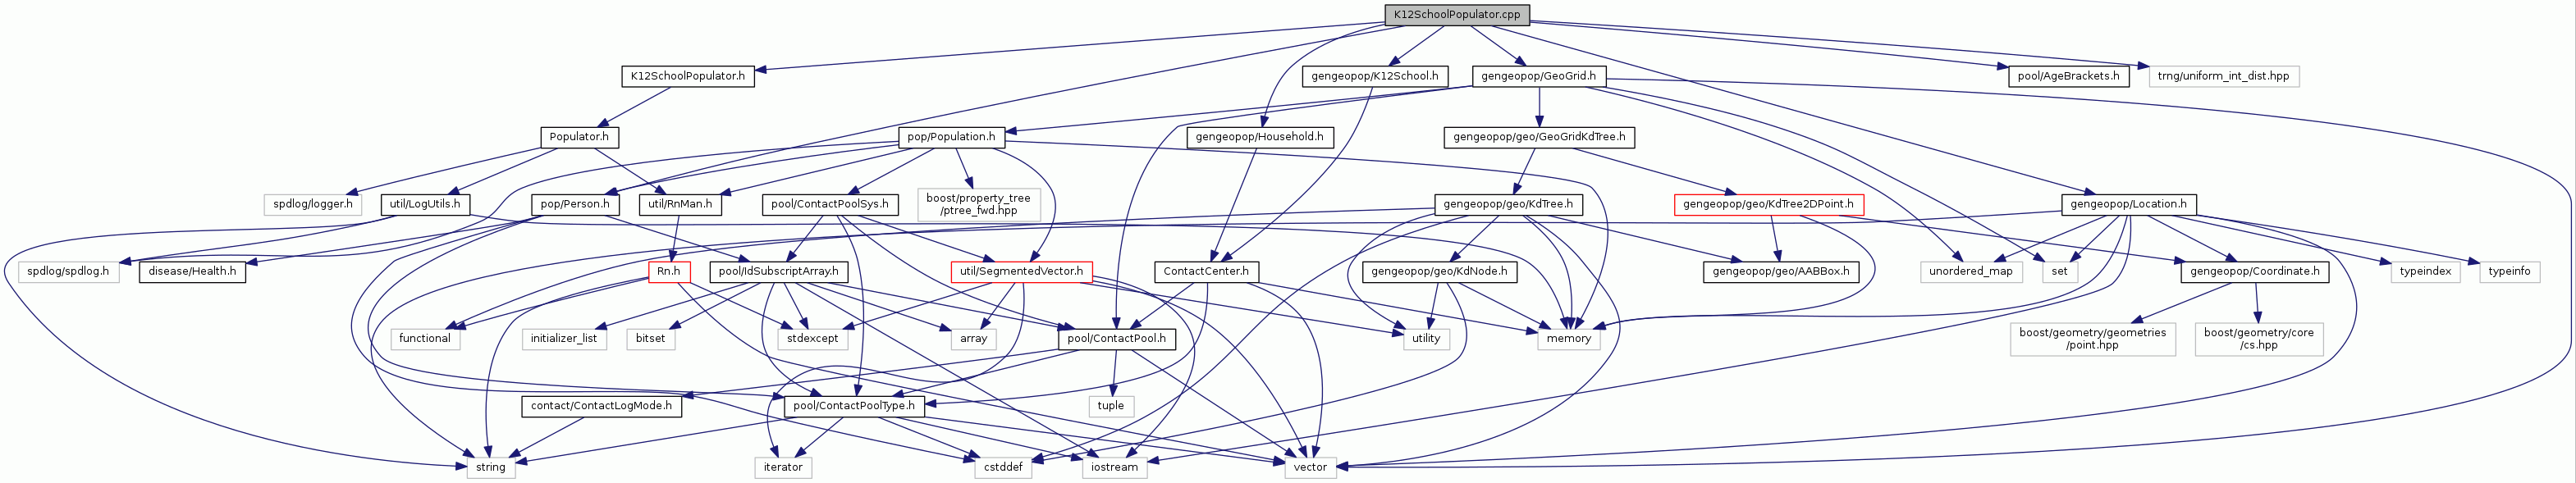 K12SchoolPopulator.cpp
K12SchoolPopulator.h
gengeopop/K12School.h
gengeopop/GeoGrid.h
pool/AgeBrackets.h
trng/uniform_int_dist.hpp
Populator.h
pop/Population.h
gengeopop/Household.h
gengeopop/geo/GeoGridKdTree.h
spdlog/logger.h
util/LogUtils.h
pop/Person.h
util/RnMan.h
pool/ContactPoolSys.h
boost/property_tree
/ptree_fwd.hpp
gengeopop/geo/KdTree.h
gengeopop/geo/KdTree2DPoint.h
gengeopop/Location.h
spdlog/spdlog.h
disease/Health.h
Rn.h
pool/IdSubscriptArray.h
util/SegmentedVector.h
ContactCenter.h
gengeopop/geo/KdNode.h
gengeopop/geo/AABBox.h
unordered_map
set
gengeopop/Coordinate.h
typeindex
typeinfo
functional
initializer_list
bitset
stdexcept
array
pool/ContactPool.h
utility
memory
boost/geometry/geometries
/point.hpp
boost/geometry/core
/cs.hpp
contact/ContactLogMode.h
pool/ContactPoolType.h
tuple
string
iterator
cstddef
iostream
vector